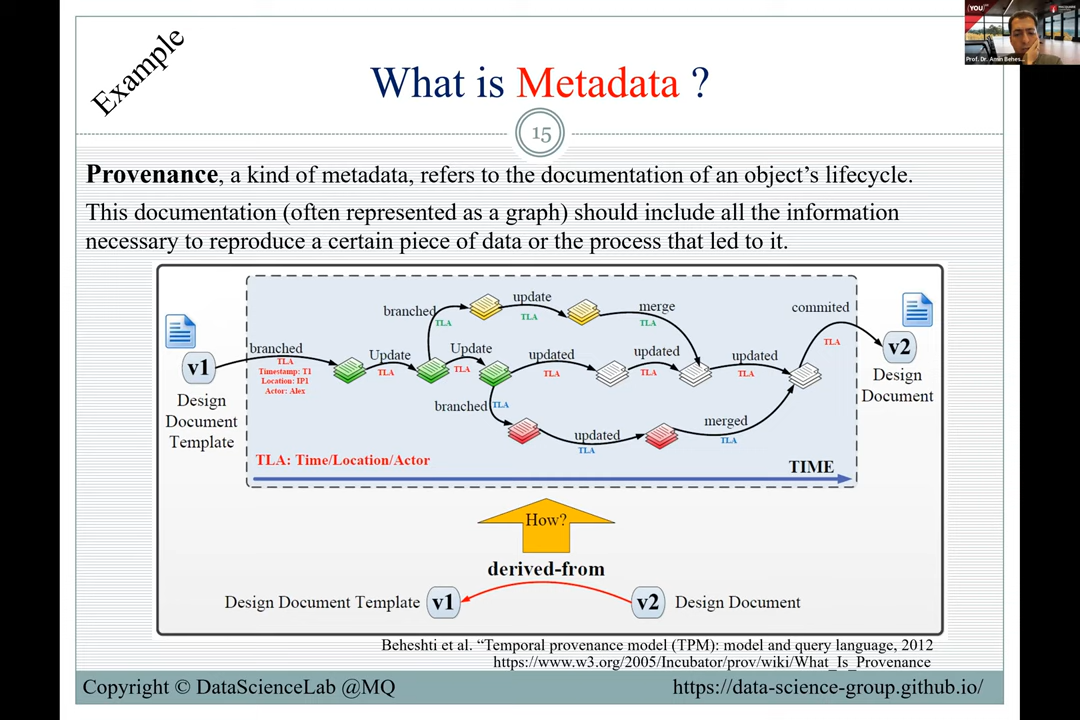 (YOU)
Prof. Dr. Amin Behes...
Example
What is Metadata ?
15
Provenance, a kind of metadata, refers to the documentation of an object’s lifecycle.
This documentation (often represented as a graph) should include all the information
necessary to reproduce a certain piece of data or the process that led to it.
v1
Design
Document
Template
branched
TLA
Timestamp: T1
Location: IP1
Actor: Alex
Update
TLA
branched
TLA
update
TLA
merge
TLA
Update
TLA
updated
TLA
updated
TLA
updated
TLA
branched
TLA
updated
TLA
merged
TLA
commited
TLA
v2
Design
Document
TLA: Time/Location/Actor
TIME
How?
derived-from
Design Document Template v1
v2 Design Document
Beheshti et al. “Temporal provenance model (TPM): model and query language, 2012
https://www.w3.org/2005/Incubator/prov/wiki/What_Is_Provenance
Copyright © DataScienceLab @MQ
https://data-science-group.github.io/